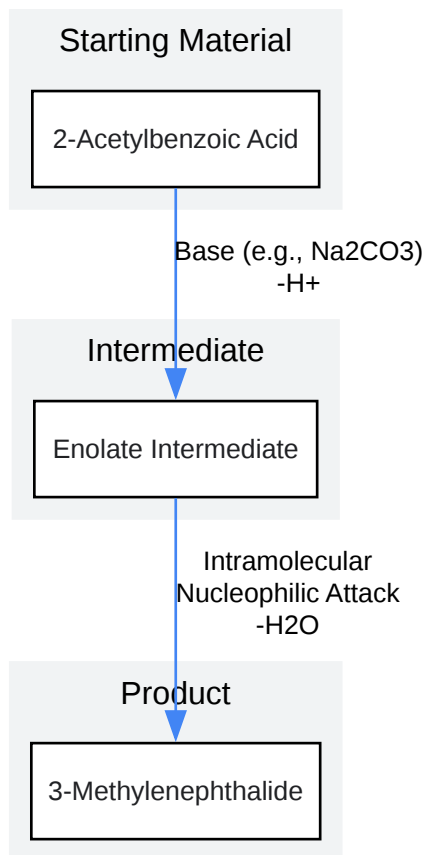 Starting Material
2-Acetylbenzoic Acid
Base (e.g., Na2CO3)
-H+
Intermediate
Enolate Intermediate
Intramolecular
Nucleophilic Attack
-H2O
Product
3-Methylenephthalide